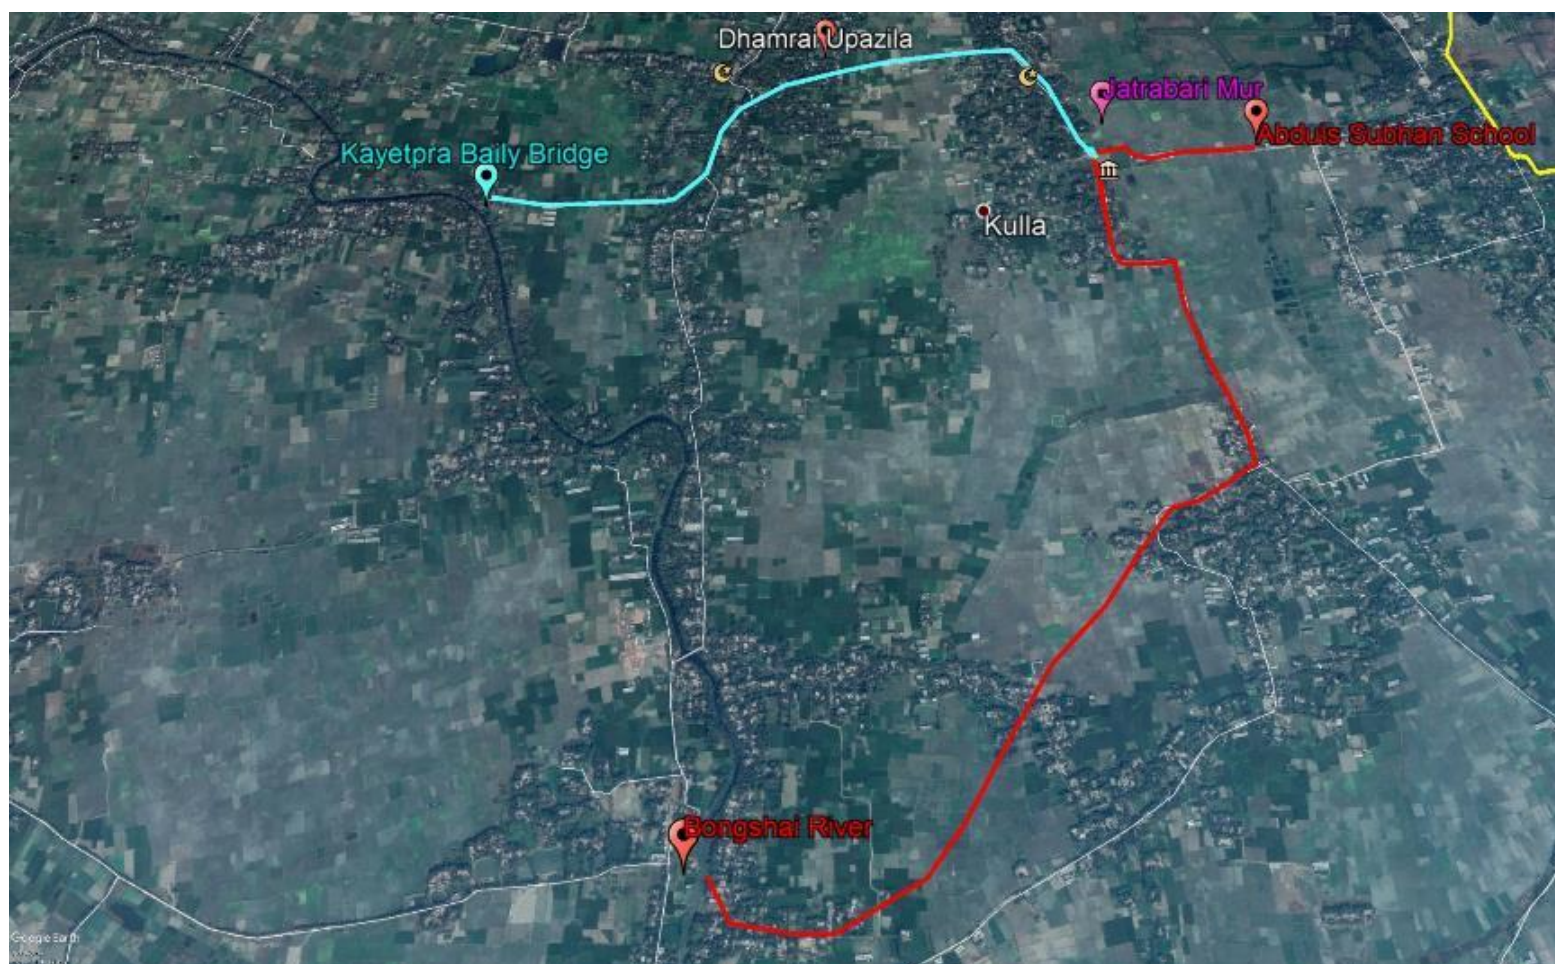 Dhamrai Upazila
Jatrabari Mur
Abduls Subhan School
Kayetpra Baily Bridge
Kulla
Bongshai River
Google Earth